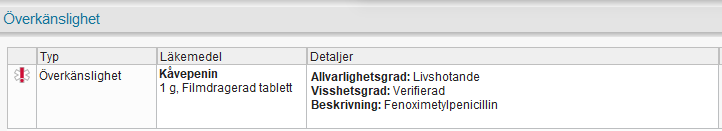 Överkänslighet
Typ Läkemedel Detaljer
Överkänslighet Kåvepenin
1 g, Filmdragerad tablett
Allvarlighetsgrad: Livshotande
Visshetsgrad: Verifierad
Beskrivning: Fenoximetylpenicillin